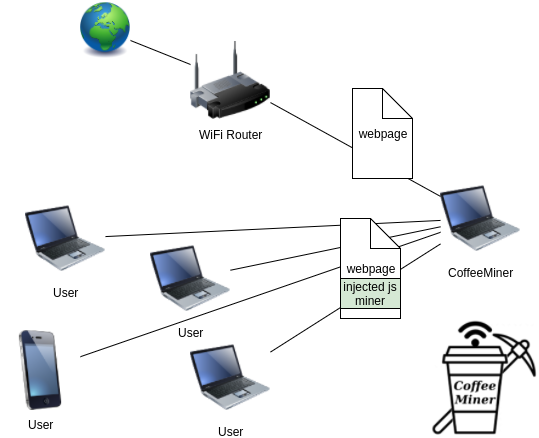 WiFi Router
webpage
CoffeeMiner
webpage
injected js
miner
User
User
User
User
Coffee
Miner